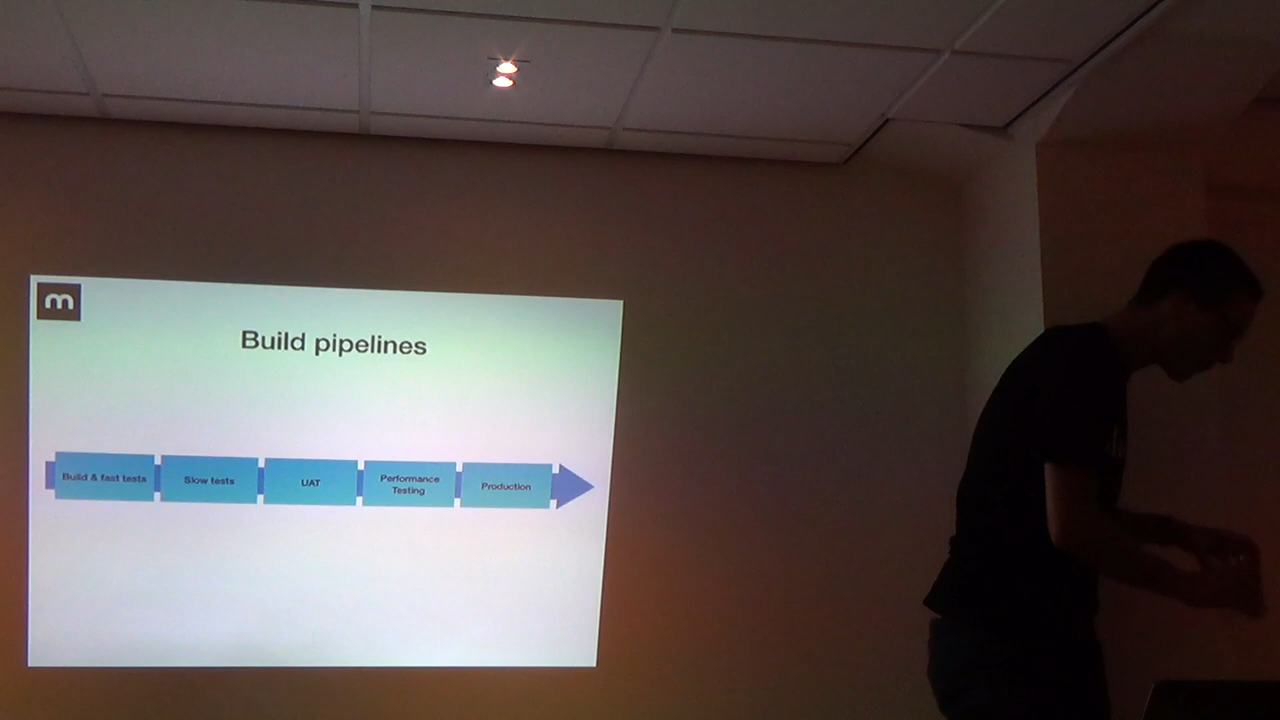 m
Build pipelines
Build & fast tests
Slow tests
UAT
Performance
Testing
Production